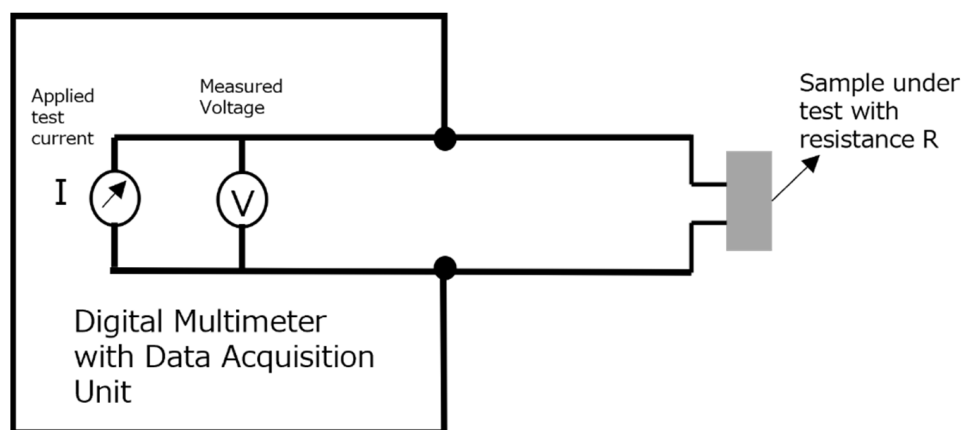 Applied
test
current
Measured
Voltage
I
V
Sample under
test with
resistance R
Digital Multimeter
with Data Acquisition
Unit